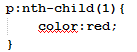 p:nth-child(1){
color:red;
}